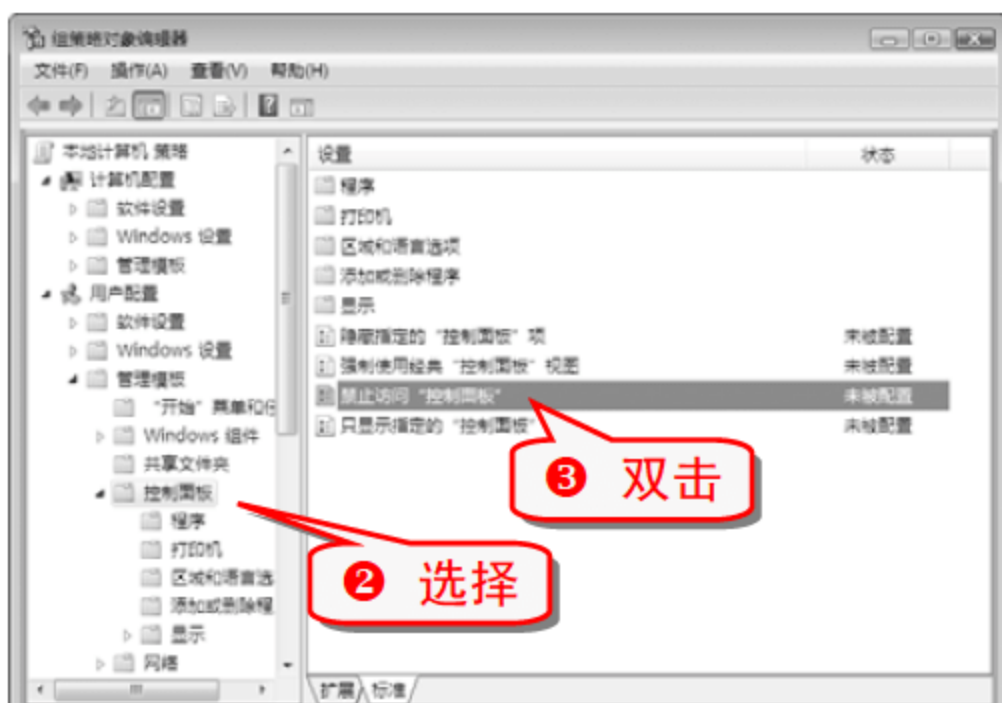 组策略对象编辑器
文件(F) 操作(A) 查看(V) 帮助(H)
本地计算机 策略
计算机配置
软件设置
Windows 设置
管理模板
用户配置
软件设置
Windows 设置
管理模板
"开始" 菜单和任
Windows 组件
共享文件夹
控制面板
程序
打印机
区域和语言选
添加或删除程
显示
网络
设置 状态
程序
打印机
区域和语言选项
添加或删除程序
显示
隐藏指定的 "控制面板" 项 未被配置
强制使用经典 "控制面板" 视图 未被配置
禁止访问 "控制面板" 未被配置
只显示指定的 "控制面板" 未被配置
❸ 双击
❷ 选择
扩展 标准